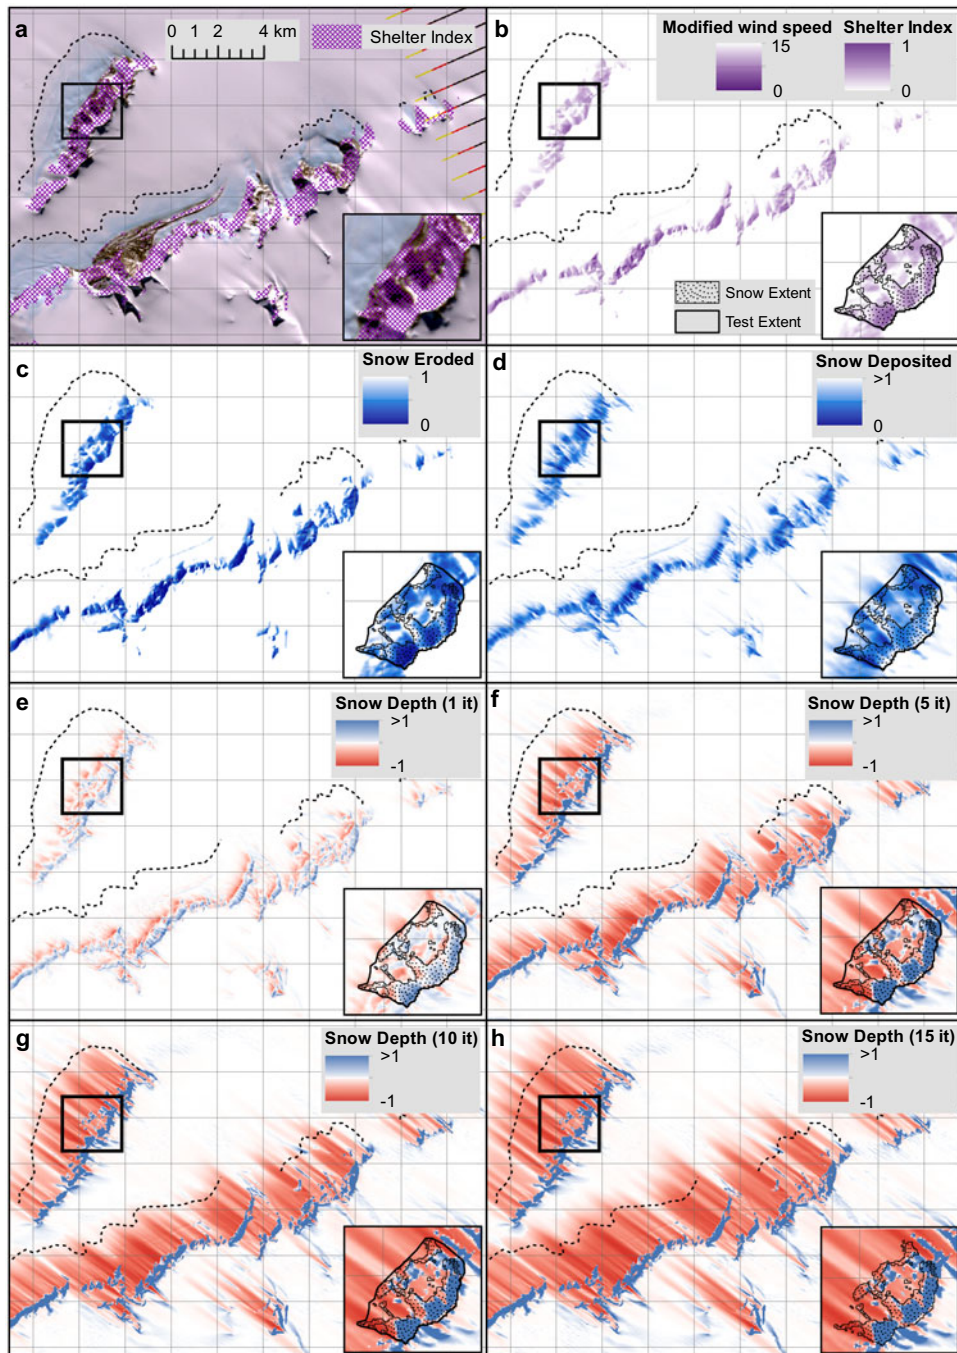 a
0 2 4 km
Shelter Index
b
Modified wind speed Shelter Index
15 1
0 0
Snow Extent
Test Extent
c
Snow Eroded
1
0
d
Snow Deposited
>1
0
e
Snow Depth (1 it)
>1
-1
f
Snow Depth (5 it)
>1
-1
g
Snow Depth (10 it)
>1
-1
h
Snow Depth (15 it)
>1
-1